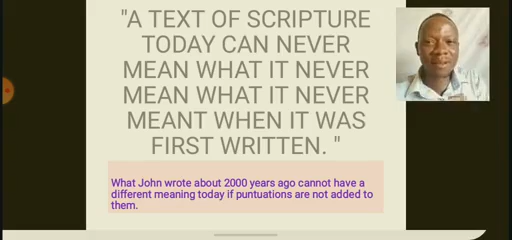 "A TEXT OF SCRIPTURE
TODAY CAN NEVER
MEAN WHAT IT NEVER
MEAN WHAT IT NEVER
MEANT WHEN IT WAS
FIRST WRITTEN. "
What John wrote about 2000 years ago cannot have a
different meaning today if puntuations are not added to
them.